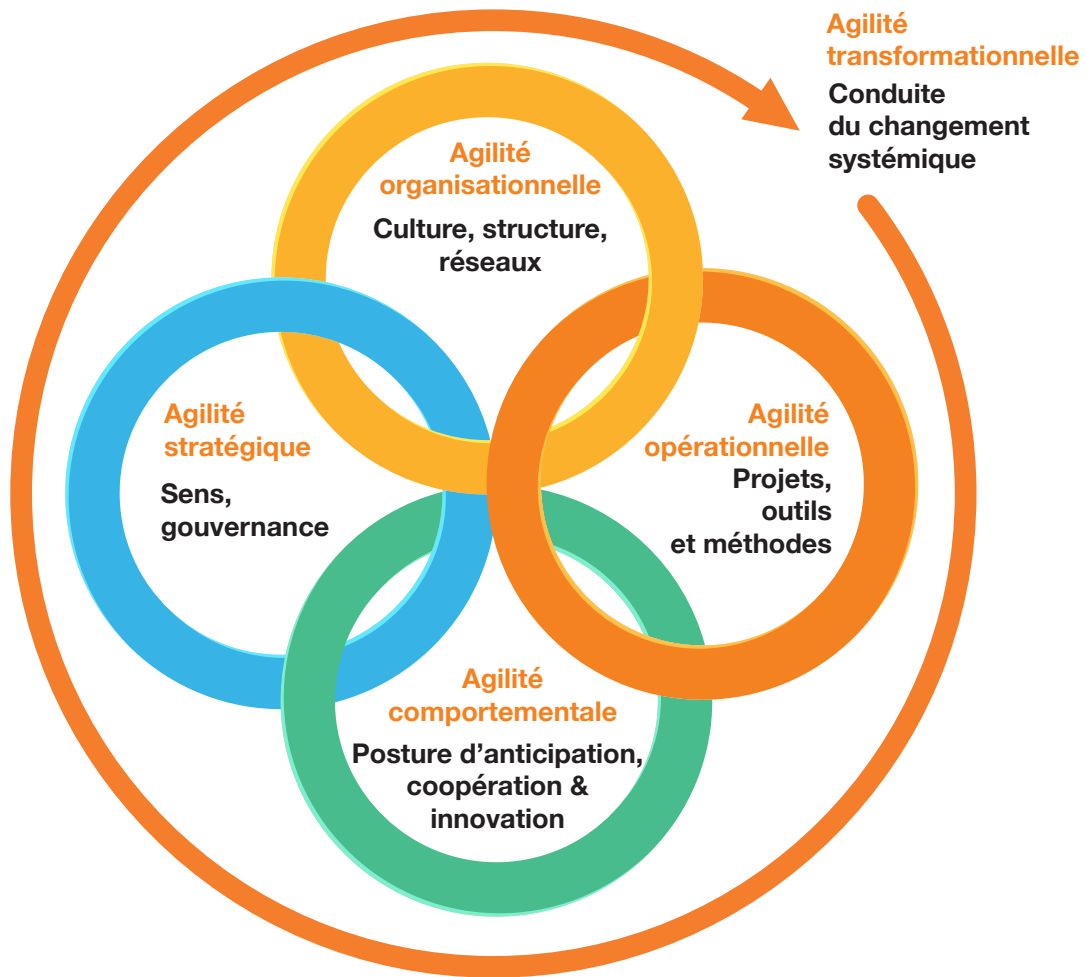 Agilité
transformationnelle
Conduite
du changement
systémique
Agilité
organisationnelle
Culture, structure,
réseaux
Agilité
stratégique
Sens,
gouvernance
Agilité
opérationnelle
Projets,
outils
et méthodes
Agilité
comportementale
Posture d’anticipation,
coopération &
innovation